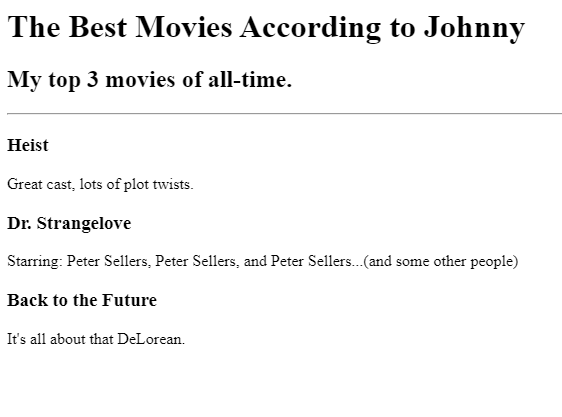 The Best Movies According to Johnny
My top 3 movies of all-time.
Heist
Great cast, lots of plot twists.
Dr. Strangelove
Starring: Peter Sellers, Peter Sellers, and Peter Sellers...(and some other people)
Back to the Future
It's all about that DeLorean.